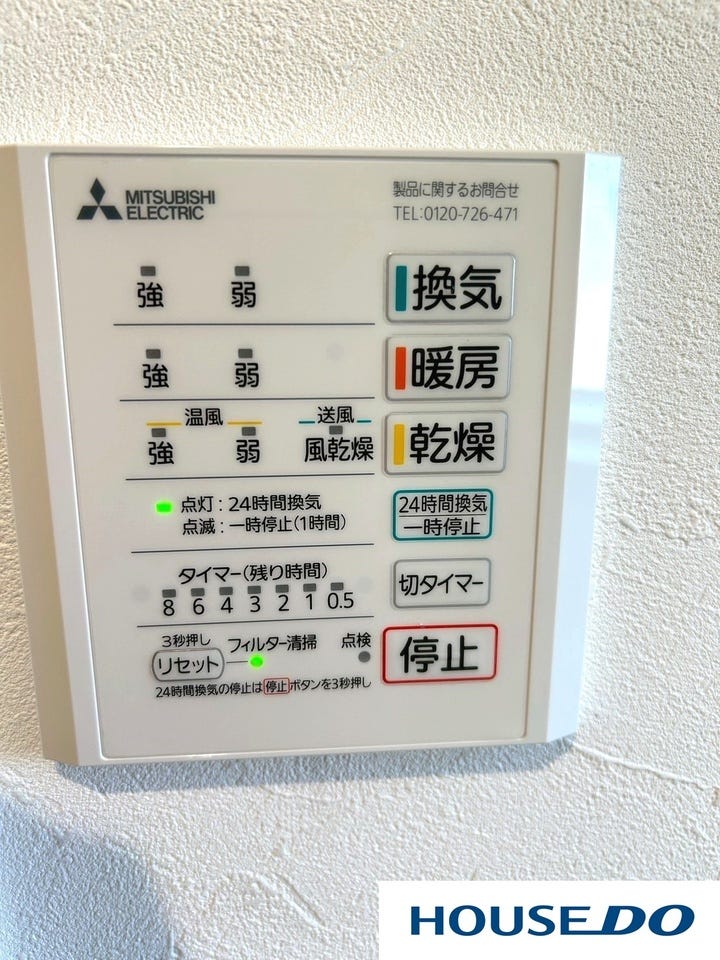 MITSUBISHI
ELECTRIC
製品に関するお問合せ
TEL:0120-726-471
強 弱 換気
強 弱 暖房
温風 送風
強 弱 風乾燥 乾燥
点灯:24時間換気
点滅:一時停止(1時間)
24時間換気
一時停止
タイマー(残り時間)
8 6 4 3 2 1 0.5
切タイマー
3秒押し
リセット フィルター清掃 点検
停止
24時間換気の停止は停止ボタンを3秒押し
HOUSEDO